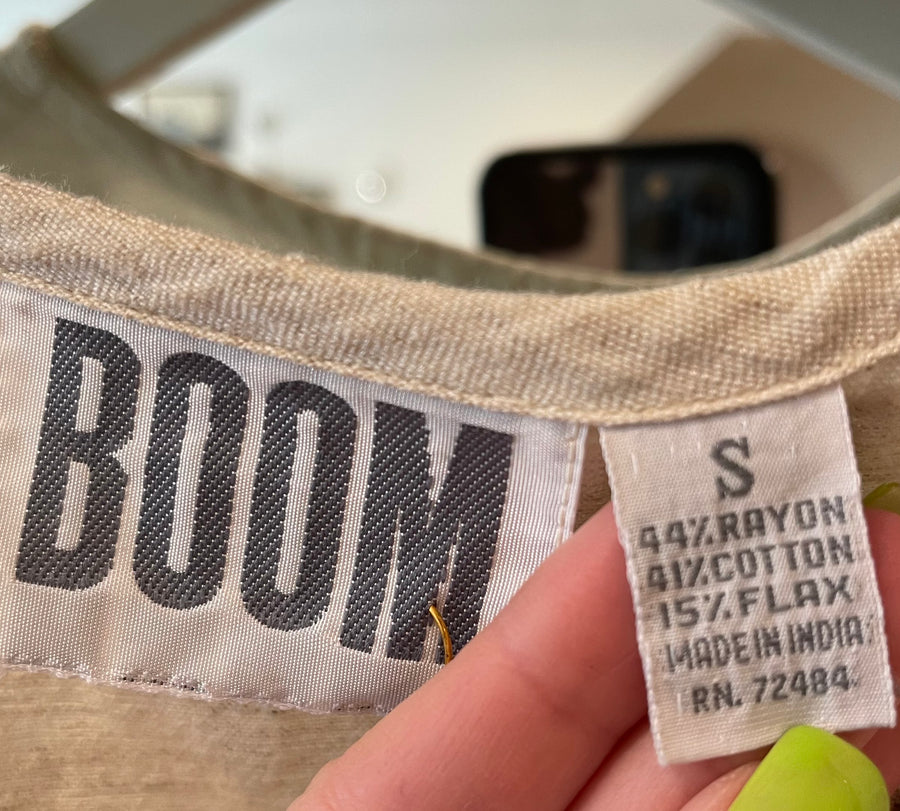 BOOM
S
44% RAYON
41% COTTON
15% FLAX
MADE IN INDIA
RN. 72484